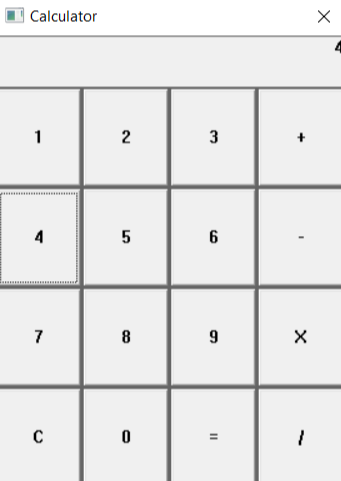 Calculator
4
1 2 3 +
4 5 6 -
7 8 9 X
C 0 = /